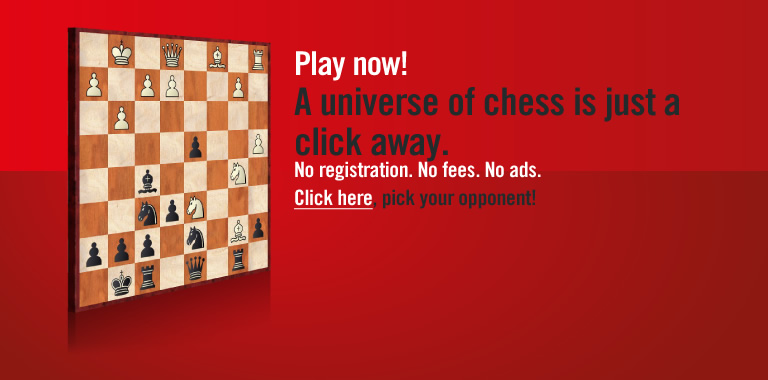 Play now!
A universe of chess is just a
click away.
No registration. No fees. No ads.
Click here, pick your opponent!